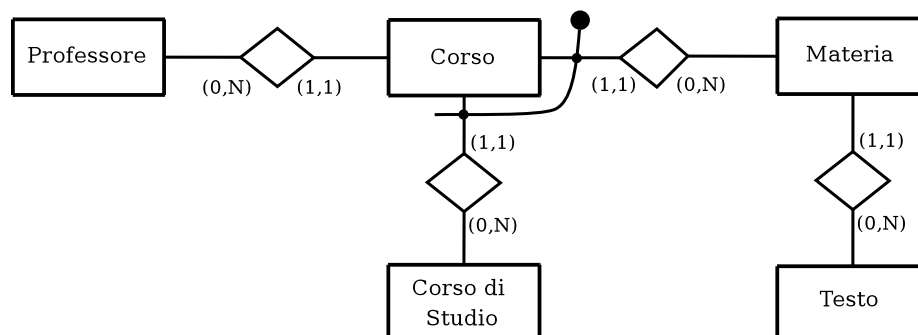 Professore
Corso
Materia
(0,N)
(1,1)
(1,1)
(0,N)
(1,1)
(1,1)
(0,N)
(0,N)
Corso di
Studio
Testo